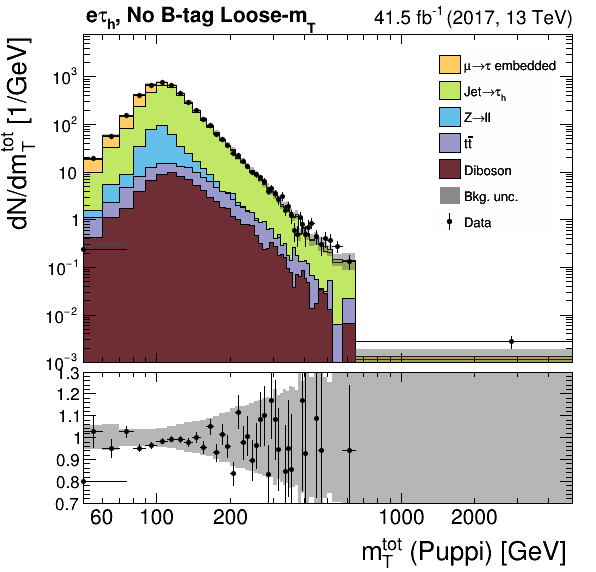 eτh, No B-tag Loose-mT 41.5 fb⁻¹ (2017, 13 TeV)
dN/dmTtot [1/GeV]
10³
10²
10
1
10⁻¹
10⁻²
10⁻³
μ→τ embedded
Jet→τh
Z→ll
tt̄
Diboson
Bkg. unc.
Data
1.3
1.2
1.1
1
0.9
0.8
0.7
60 100 200 1000 2000
mTtot (Puppi) [GeV]